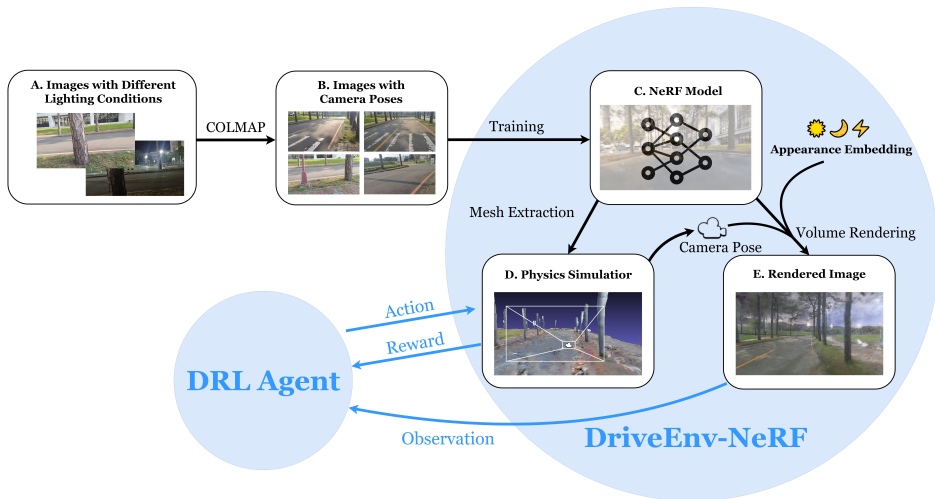 A. Images with Different
Lighting Conditions
COLMAP
B. Images with
Camera Poses
Training
C. NeRF Model
Appearance Embedding
Mesh Extraction
Camera Pose
Volume Rendering
D. Physics Simulatior
E. Rendered Image
Action
Reward
DRL Agent
Observation
DriveEnv-NeRF